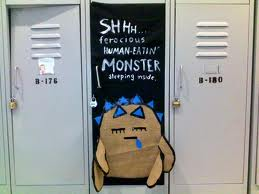 SHHH...
ferocious
HUMAN-EATIN'
MONSTER
sleeping inside.
B-176
B-180